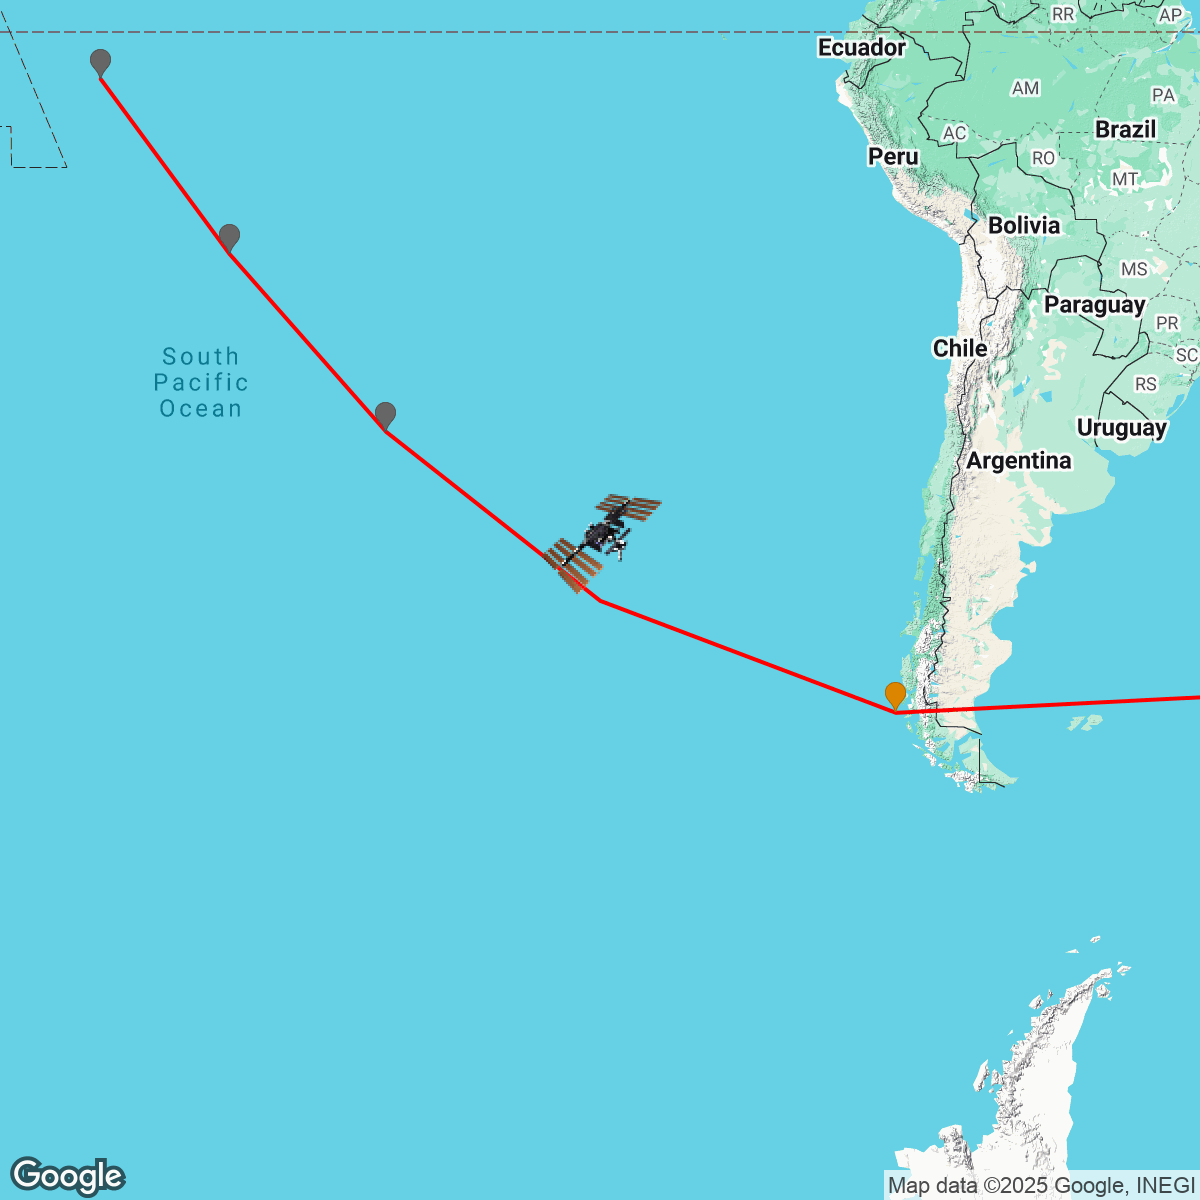 RR
AP
Ecuador
AM
PA
AC
Brazil
Peru
RO
MT
Bolivia
MS
Paraguay
PR
Chile
SC
South
Pacific
Ocean
RS
Uruguay
Argentina
Google
Map data ©2025 Google, INEGI